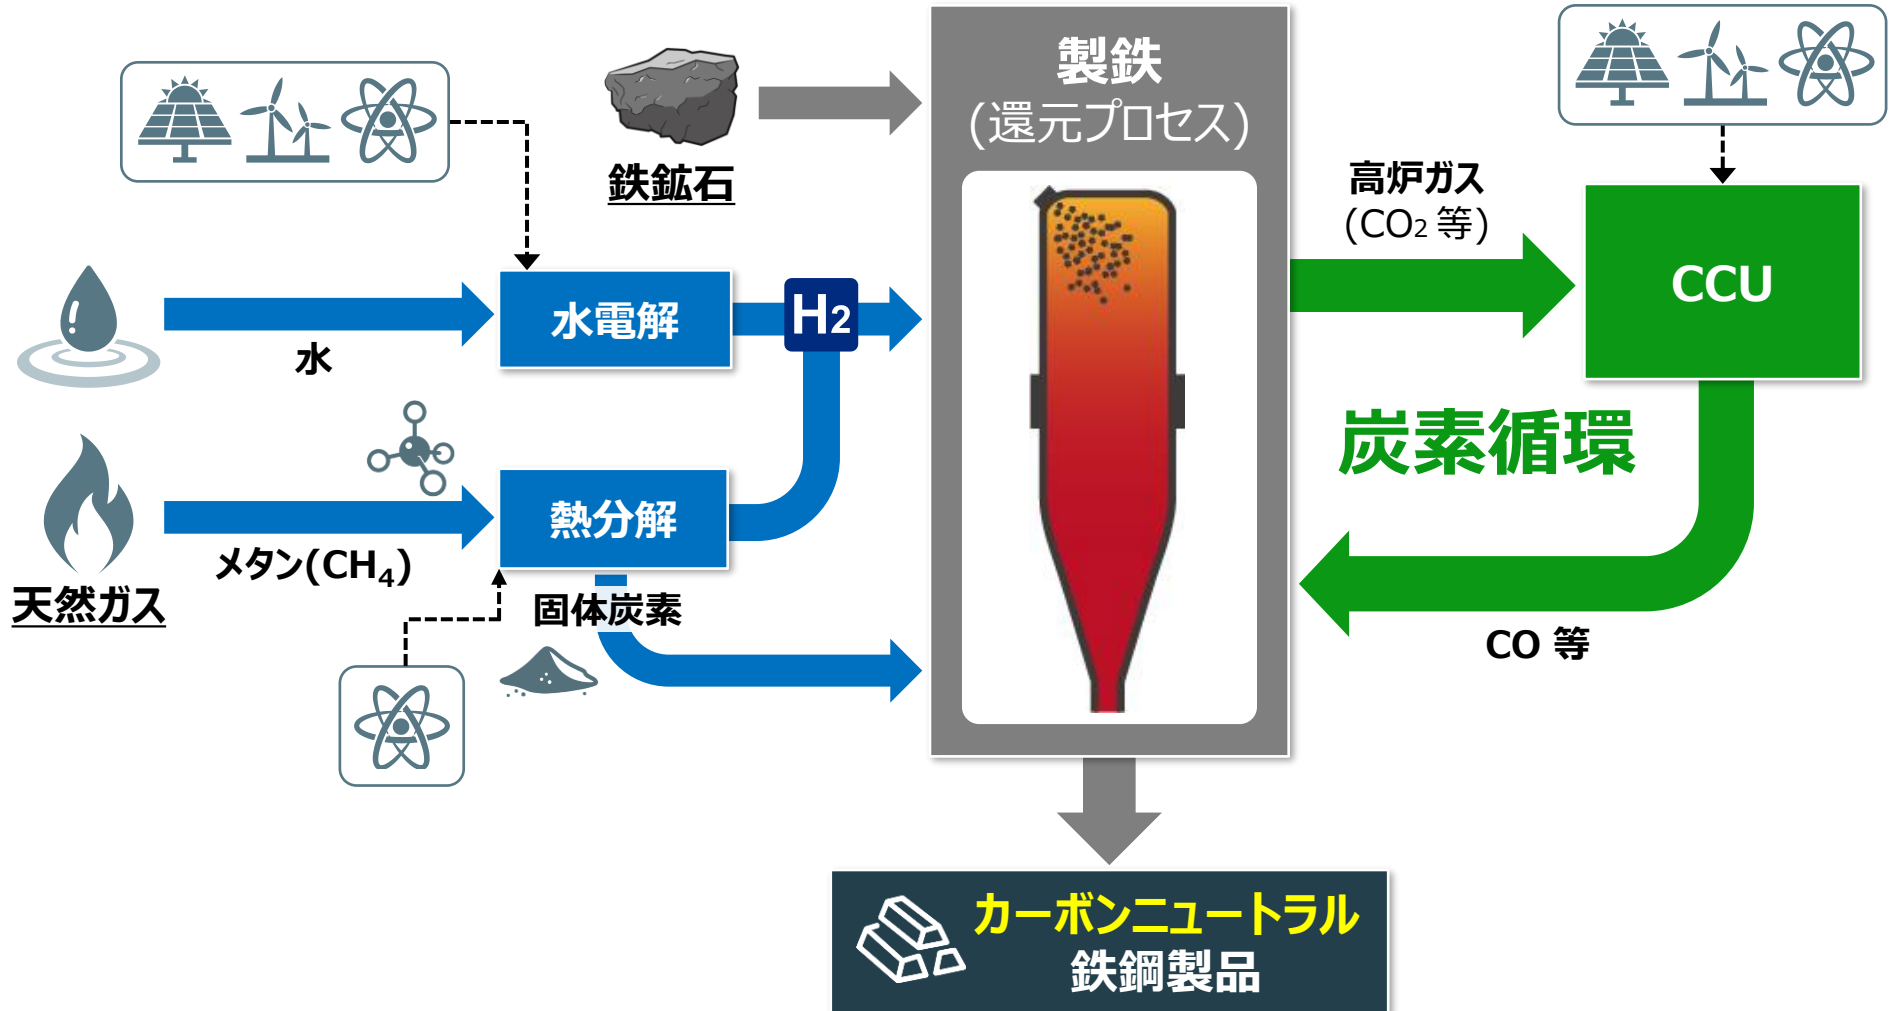 製鉄
(還元プロセス)
鉄鉱石
高炉ガス
(CO2 等)
CCU
水電解
H2
水
炭素循環
熱分解
メタン(CH4)
天然ガス
固体炭素
CO 等
カーボンニュートラル
鉄鋼製品